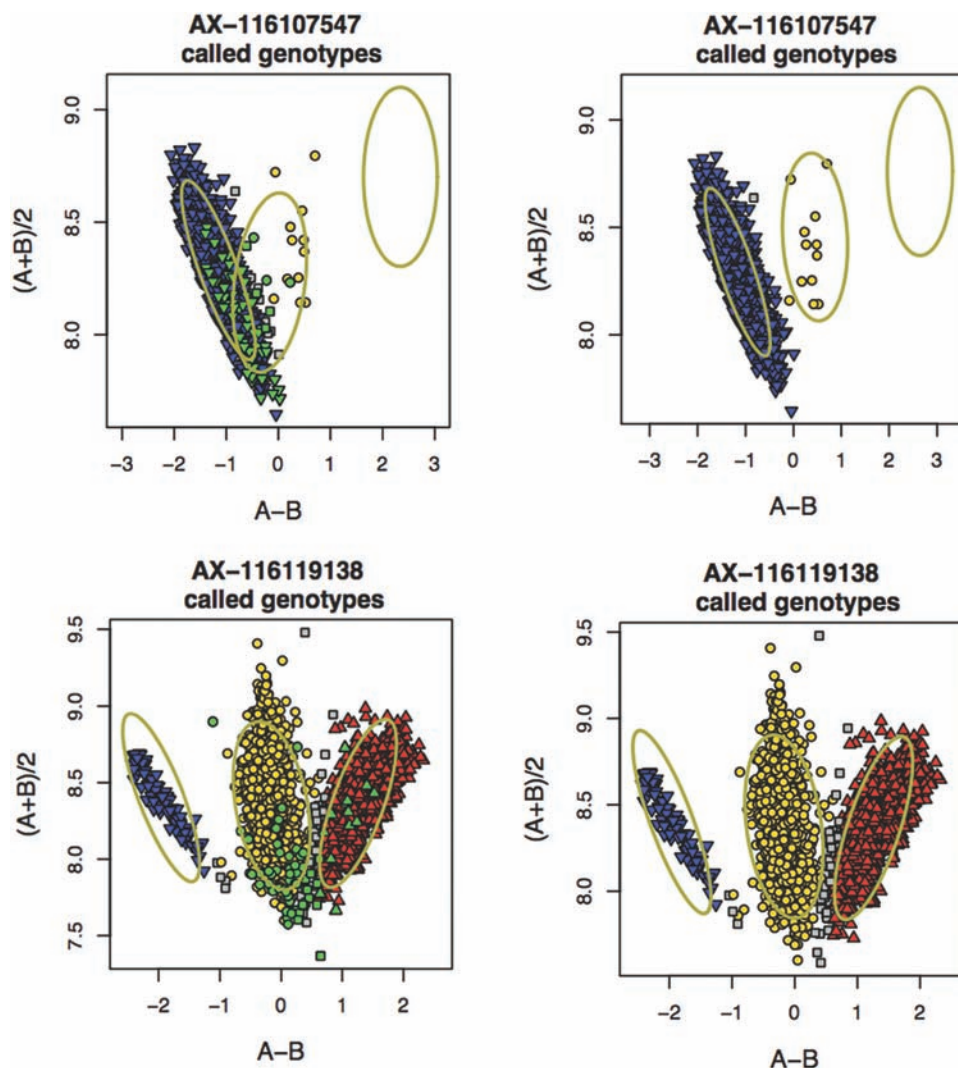 AX–116107547
called genotypes
(A+B)/2
9.0
8.5
8.0
–3 –2 –1 0 1 2 3
A–B
AX–116107547
called genotypes
(A+B)/2
9.0
8.5
8.0
–3 –2 –1 0 1 2 3
A–B
AX–116119138
called genotypes
(A+B)/2
9.5
9.0
8.5
8.0
7.5
–2 –1 0 1 2
A–B
AX–116119138
called genotypes
(A+B)/2
9.5
9.0
8.5
8.0
–2 –1 0 1 2
A–B